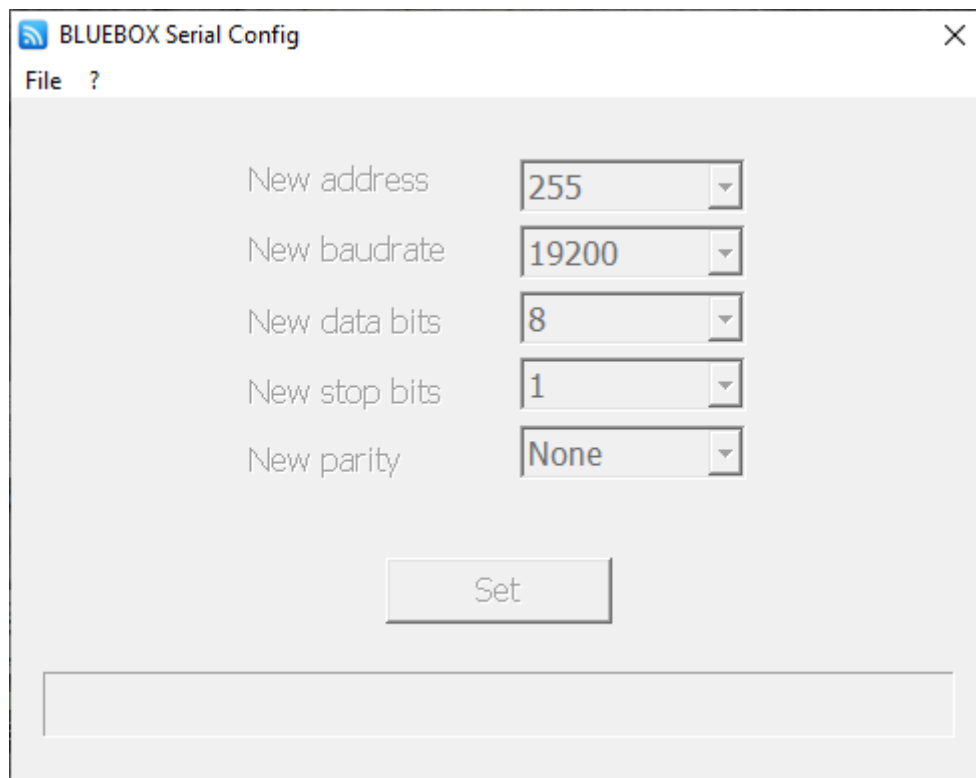 BLUEBOX Serial Config
File ?
New address 255
New baudrate 19200
New data bits 8
New stop bits 1
New parity None
Set